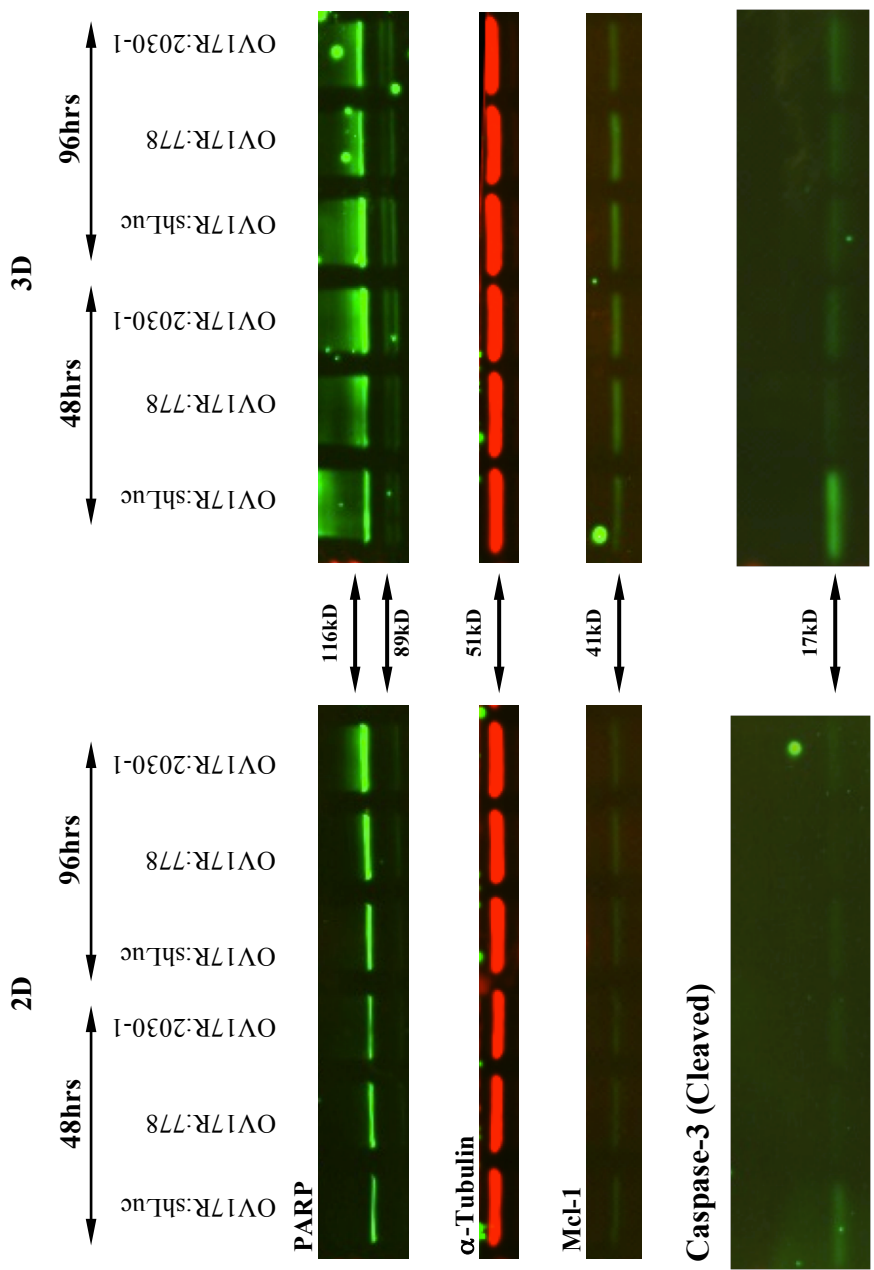 2D
3D
48hrs
96hrs
48hrs
96hrs
OV17R:shLuc
OV17R:778
OV17R:2030-1
OV17R:shLuc
OV17R:778
OV17R:2030-1
OV17R:shLuc
OV17R:778
OV17R:2030-1
OV17R:shLuc
OV17R:778
OV17R:2030-1
PARP
116kD
89kD
α-Tubulin
51kD
Mcl-1
41kD
Caspase-3 (Cleaved)
17kD